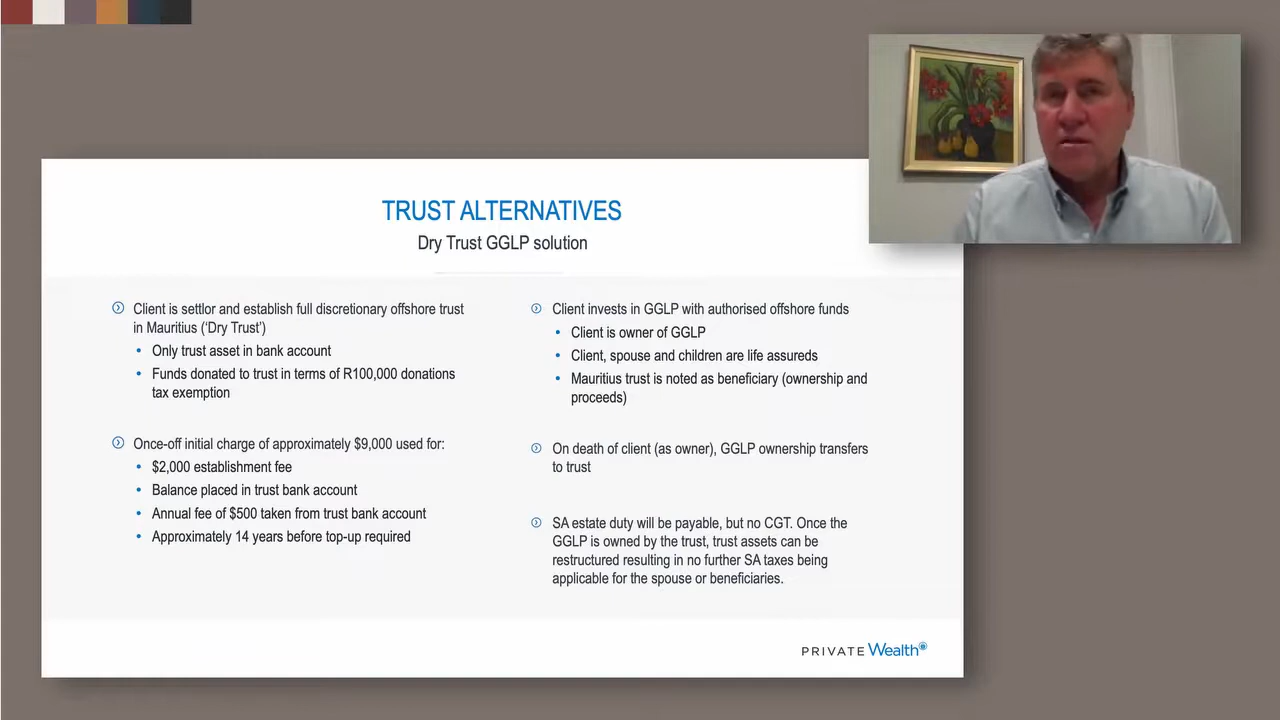 TRUST ALTERNATIVES
Dry Trust GGLP solution
Client is settlor and establish full discretionary offshore trust
in Mauritius (‘Dry Trust’)
Only trust asset in bank account
Funds donated to trust in terms of R100,000 donations
tax exemption
Once-off initial charge of approximately $9,000 used for:
$2,000 establishment fee
Balance placed in trust bank account
Annual fee of $500 taken from trust bank account
Approximately 14 years before top-up required
Client invests in GGLP with authorised offshore funds
Client is owner of GGLP
Client, spouse and children are life assureds
Mauritius trust is noted as beneficiary (ownership and
proceeds)
On death of client (as owner), GGLP ownership transfers
to trust
SA estate duty will be payable, but no CGT. Once the
GGLP is owned by the trust, trust assets can be
restructured resulting in no further SA taxes being
applicable for the spouse or beneficiaries.
PRIVATE Wealth